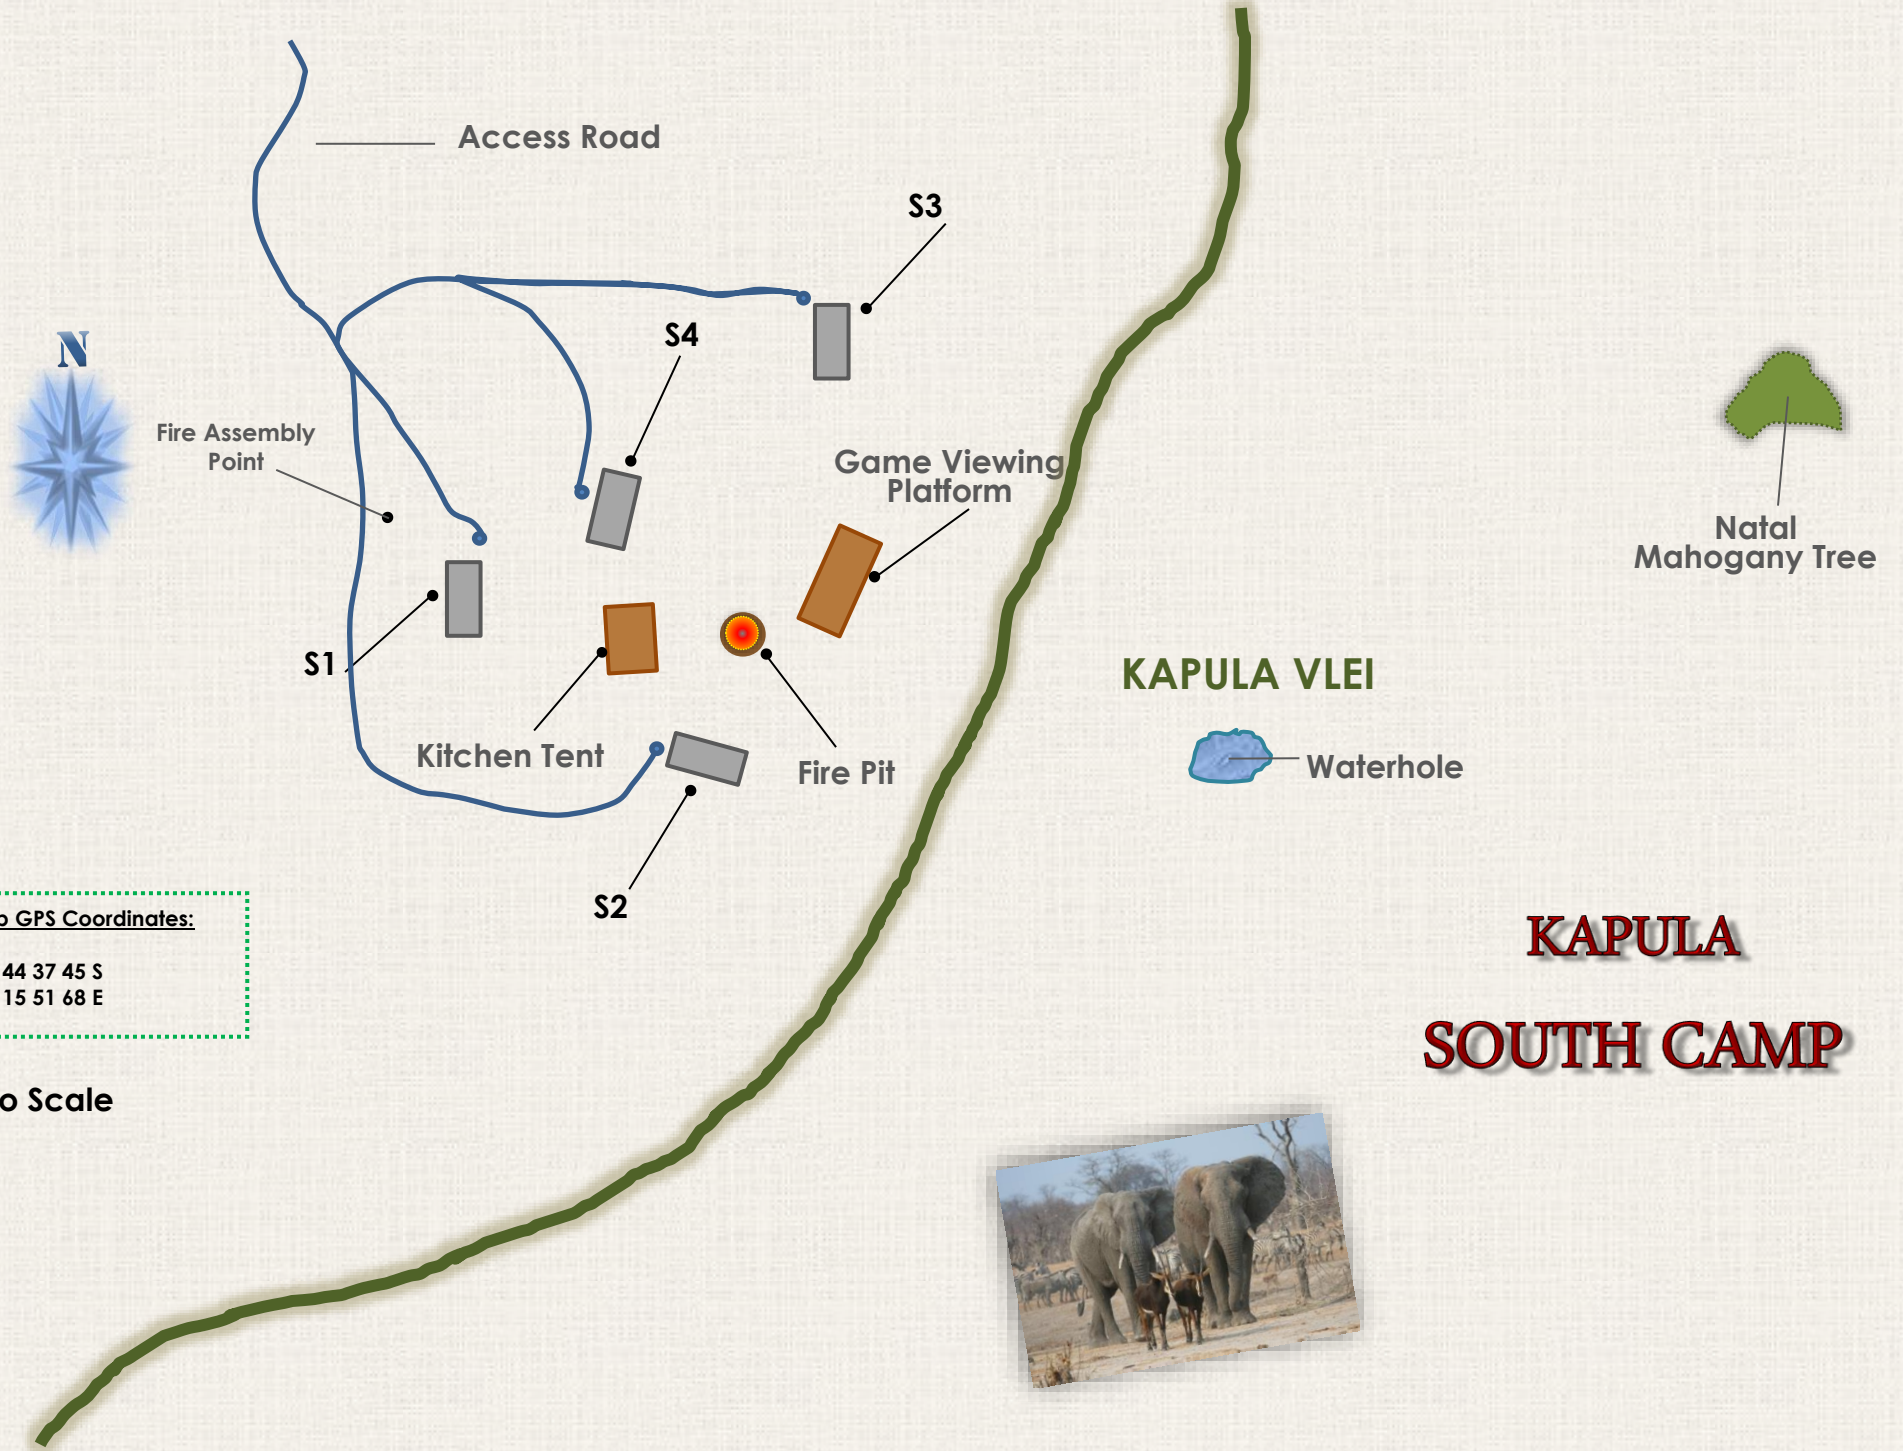 Access Road
S3
S4
N
Fire Assembly
Point
Game Viewing
Platform
Natal
Mahogany Tree
S1
KAPULA VLEI
Kitchen Tent
Fire Pit
Waterhole
S2
GPS Coordinates:
44 37 45 S
15 51 68 E
KAPULA
SOUTH CAMP
Scale